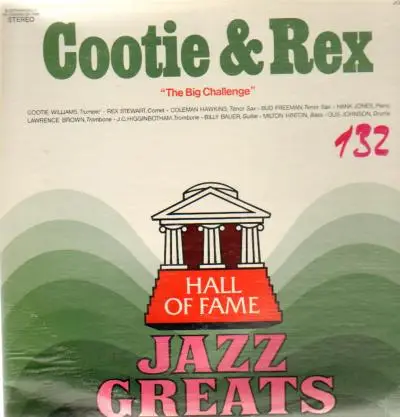 STEREO
Cootie & Rex
"The Big Challenge"
COOTIE WILLIAMS, Trumpet - REX STEWART, Cornet - COLEMAN HAWKINS, Tenor Sax - BUD FREEMAN, Tenor Sax - HANK JONES, Piano
LAWRENCE BROWN, Trombone - J.C. HIGGINBOTHAM, Trombone - BILLY BAUER, Guitar - MILTON HINTON, Bass - GUS JOHNSON, Drums
132
HALL
OF FAME
JAZZ
GREATS